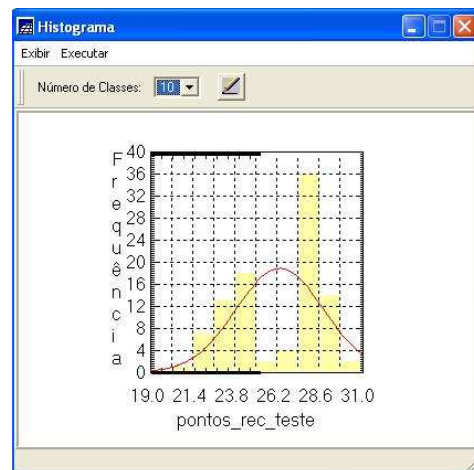 Histograma
Exibir Executar
Número de Classes: 10
Frequência
40
36
32
28
24
20
16
12
8
4
0
19.0 21.4 23.8 26.2 28.6 31.0
pontos_rec_teste